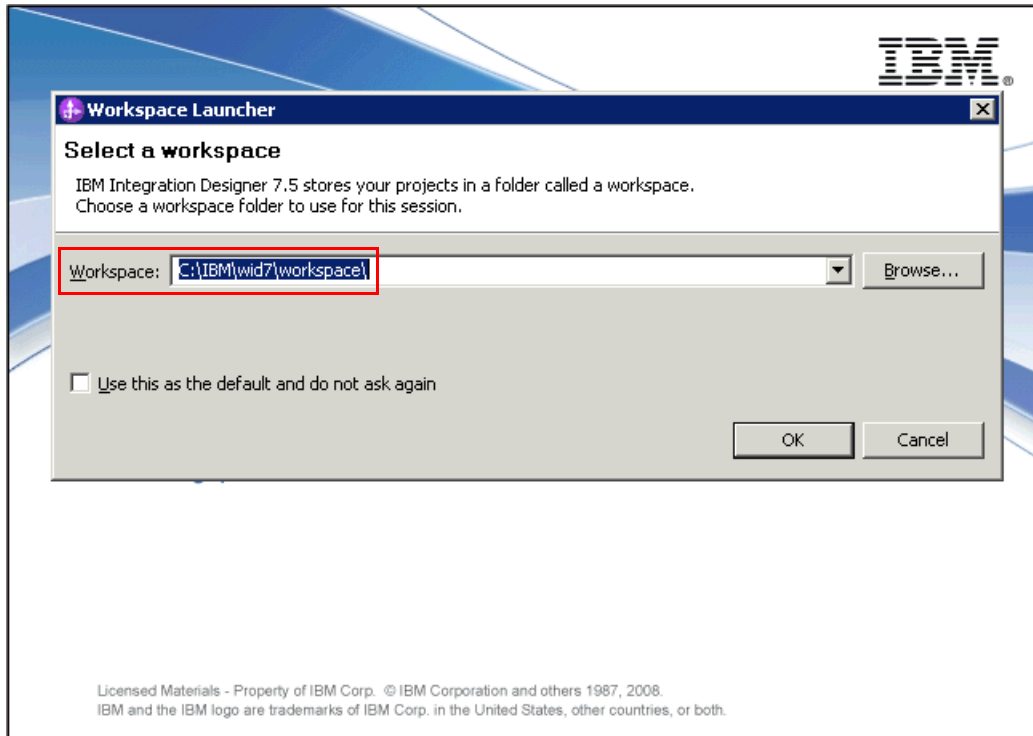 IBM®
Workspace Launcher
Select a workspace
IBM Integration Designer 7.5 stores your projects in a folder called a workspace.
Choose a workspace folder to use for this session.
Workspace: C:\IBM\wid7\workspace\ Browse...
Use this as the default and do not ask again
OK Cancel
Licensed Materials - Property of IBM Corp. © IBM Corporation and others 1987, 2008.
IBM and the IBM logo are trademarks of IBM Corp. in the United States, other countries, or both.